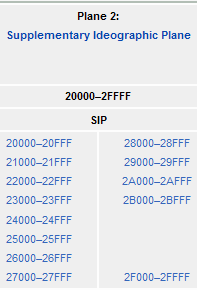 Plane 2:
Supplementary Ideographic Plane
20000–2FFFF
SIP
20000–20FFF 28000–28FFF
21000–21FFF 29000–29FFF
22000–22FFF 2A000–2AFFF
23000–23FFF 2B000–2BFFF
24000–24FFF
25000–25FFF
26000–26FFF
27000–27FFF 2F000–2FFFF